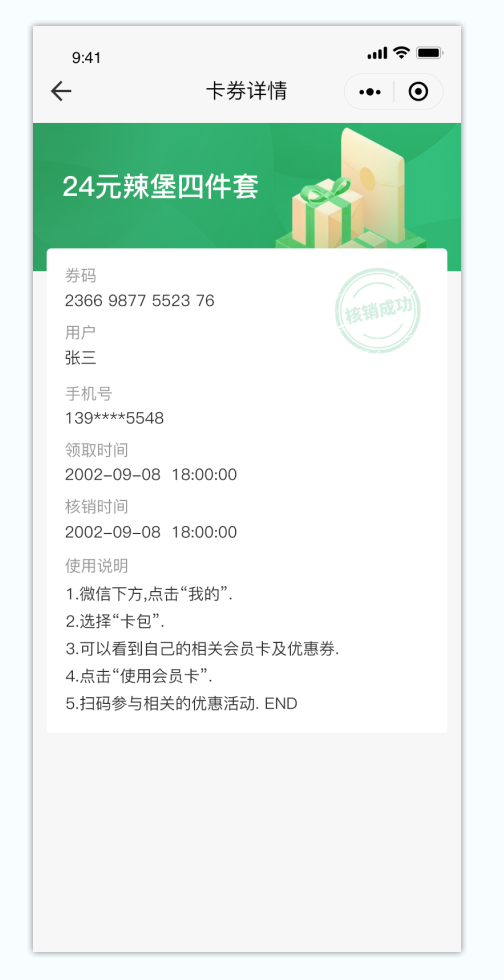 9:41
卡券详情
24元辣堡四件套
券码
2366 9877 5523 76
核销成功
用户
张三
手机号
139****5548
领取时间
2002-09-08 18:00:00
核销时间
2002-09-08 18:00:00
使用说明
1.微信下方,点击“我的”.
2.选择“卡包”.
3.可以看到自己的相关会员卡及优惠券.
4.点击“使用会员卡”.
5.扫码参与相关的优惠活动. END